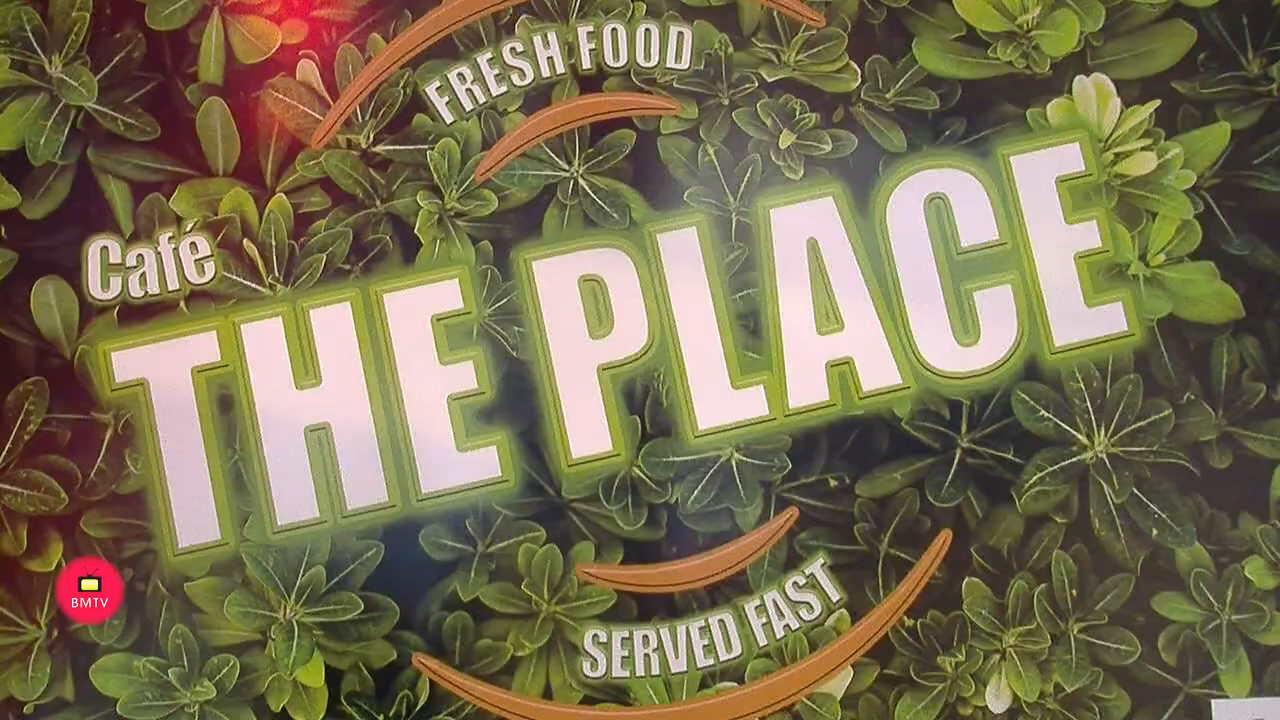 FRESH FOOD
Café
THE PLACE
SERVED FAST
BMTV